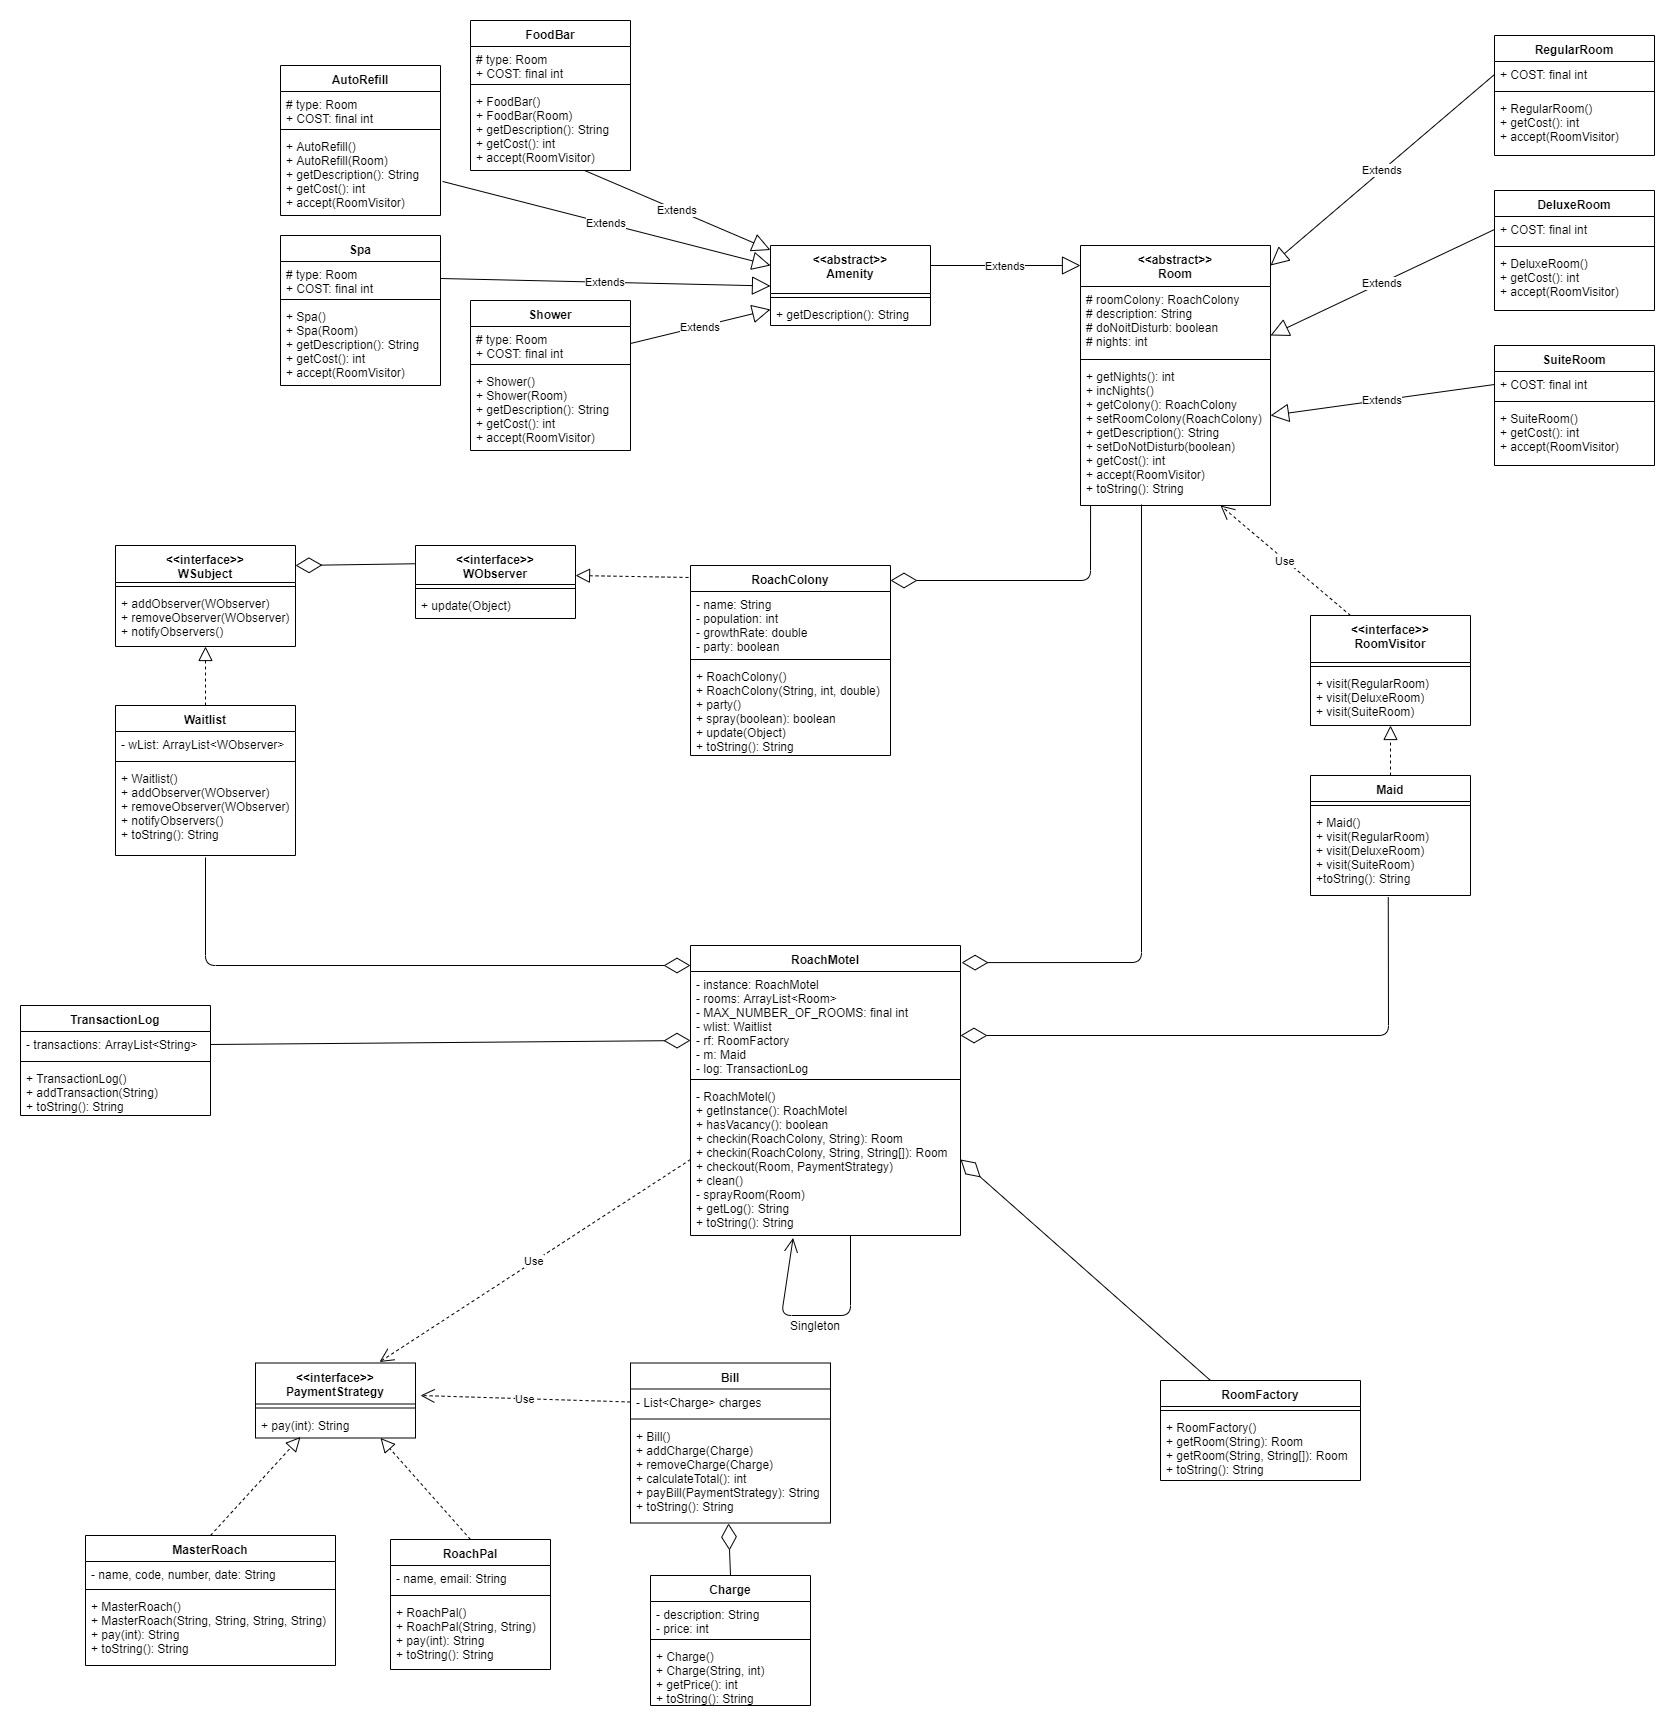 FoodBar
# type: Room
+ COST: final int
+ FoodBar()
+ FoodBar(Room)
+ getDescription(): String
+ getCost(): int
+ accept(RoomVisitor)
AutoRefill
# type: Room
+ COST: final int
+ AutoRefill()
+ AutoRefill(Room)
+ getDescription(): String
+ getCost(): int
+ accept(RoomVisitor)
Spa
# type: Room
+ COST: final int
+ Spa()
+ Spa(Room)
+ getDescription(): String
+ getCost(): int
+ accept(RoomVisitor)
Shower
# type: Room
+ COST: final int
+ Shower()
+ Shower(Room)
+ getDescription(): String
+ getCost(): int
+ accept(RoomVisitor)
Extends
Extends
Extends
Extends
<<abstract>>
Amenity
+ getDescription(): String
Extends
<<abstract>>
Room
# roomColony: RoachColony
# description: String
# doNoitDisturb: boolean
# nights: int
+ getNights(): int
+ incNights()
+ getColony(): RoachColony
+ setRoomColony(RoachColony)
+ getDescription(): String
+ setDoNotDisturb(boolean)
+ getCost(): int
+ accept(RoomVisitor)
+ toString(): String
Extends
Extends
Extends
RegularRoom
+ COST: final int
+ RegularRoom()
+ getCost(): int
+ accept(RoomVisitor)
DeluxeRoom
+ COST: final int
+ DeluxeRoom()
+ getCost(): int
+ accept(RoomVisitor)
SuiteRoom
+ COST: final int
+ SuiteRoom()
+ getCost(): int
+ accept(RoomVisitor)
<<interface>>
WSubject
+ addObserver(WObserver)
+ removeObserver(WObserver)
+ notifyObservers()
<<interface>>
WObserver
+ update(Object)
RoachColony
- name: String
- population: int
- growthRate: double
- party: boolean
+ RoachColony()
+ RoachColony(String, int, double)
+ party()
+ spray(boolean): boolean
+ update(Object)
+ toString(): String
Use
<<interface>>
RoomVisitor
+ visit(RegularRoom)
+ visit(DeluxeRoom)
+ visit(SuiteRoom)
Waitlist
- wList: ArrayList<WObserver>
+ Waitlist()
+ addObserver(WObserver)
+ removeObserver(WObserver)
+ notifyObservers()
+ toString(): String
Maid
+ Maid()
+ visit(RegularRoom)
+ visit(DeluxeRoom)
+ visit(SuiteRoom)
+toString(): String
TransactionLog
- transactions: ArrayList<String>
+ TransactionLog()
+ addTransaction(String)
+ toString(): String
RoachMotel
- instance: RoachMotel
- rooms: ArrayList<Room>
- MAX_NUMBER_OF_ROOMS: final int
- wlist: Waitlist
- rf: RoomFactory
- m: Maid
- log: TransactionLog
- RoachMotel()
+ getInstance(): RoachMotel
+ hasVacancy(): boolean
+ checkin(RoachColony, String): Room
+ checkin(RoachColony, String, String[]): Room
+ checkout(Room, PaymentStrategy)
+ clean()
- sprayRoom(Room)
+ getLog(): String
+ toString(): String
Use
Singleton
<<interface>>
PaymentStrategy
+ pay(int): String
Use
Bill
- List<Charge> charges
+ Bill()
+ addCharge(Charge)
+ removeCharge(Charge)
+ calculateTotal(): int
+ payBill(PaymentStrategy): String
+ toString(): String
RoomFactory
+ RoomFactory()
+ getRoom(String): Room
+ getRoom(String, String[]): Room
+ toString(): String
MasterRoach
- name, code, number, date: String
+ MasterRoach()
+ MasterRoach(String, String, String, String)
+ pay(int): String
+ toString(): String
RoachPal
- name, email: String
+ RoachPal()
+ RoachPal(String, String)
+ pay(int): String
+ toString(): String
Charge
- description: String
- price: int
+ Charge()
+ Charge(String, int)
+ getPrice(): int
+ toString(): String